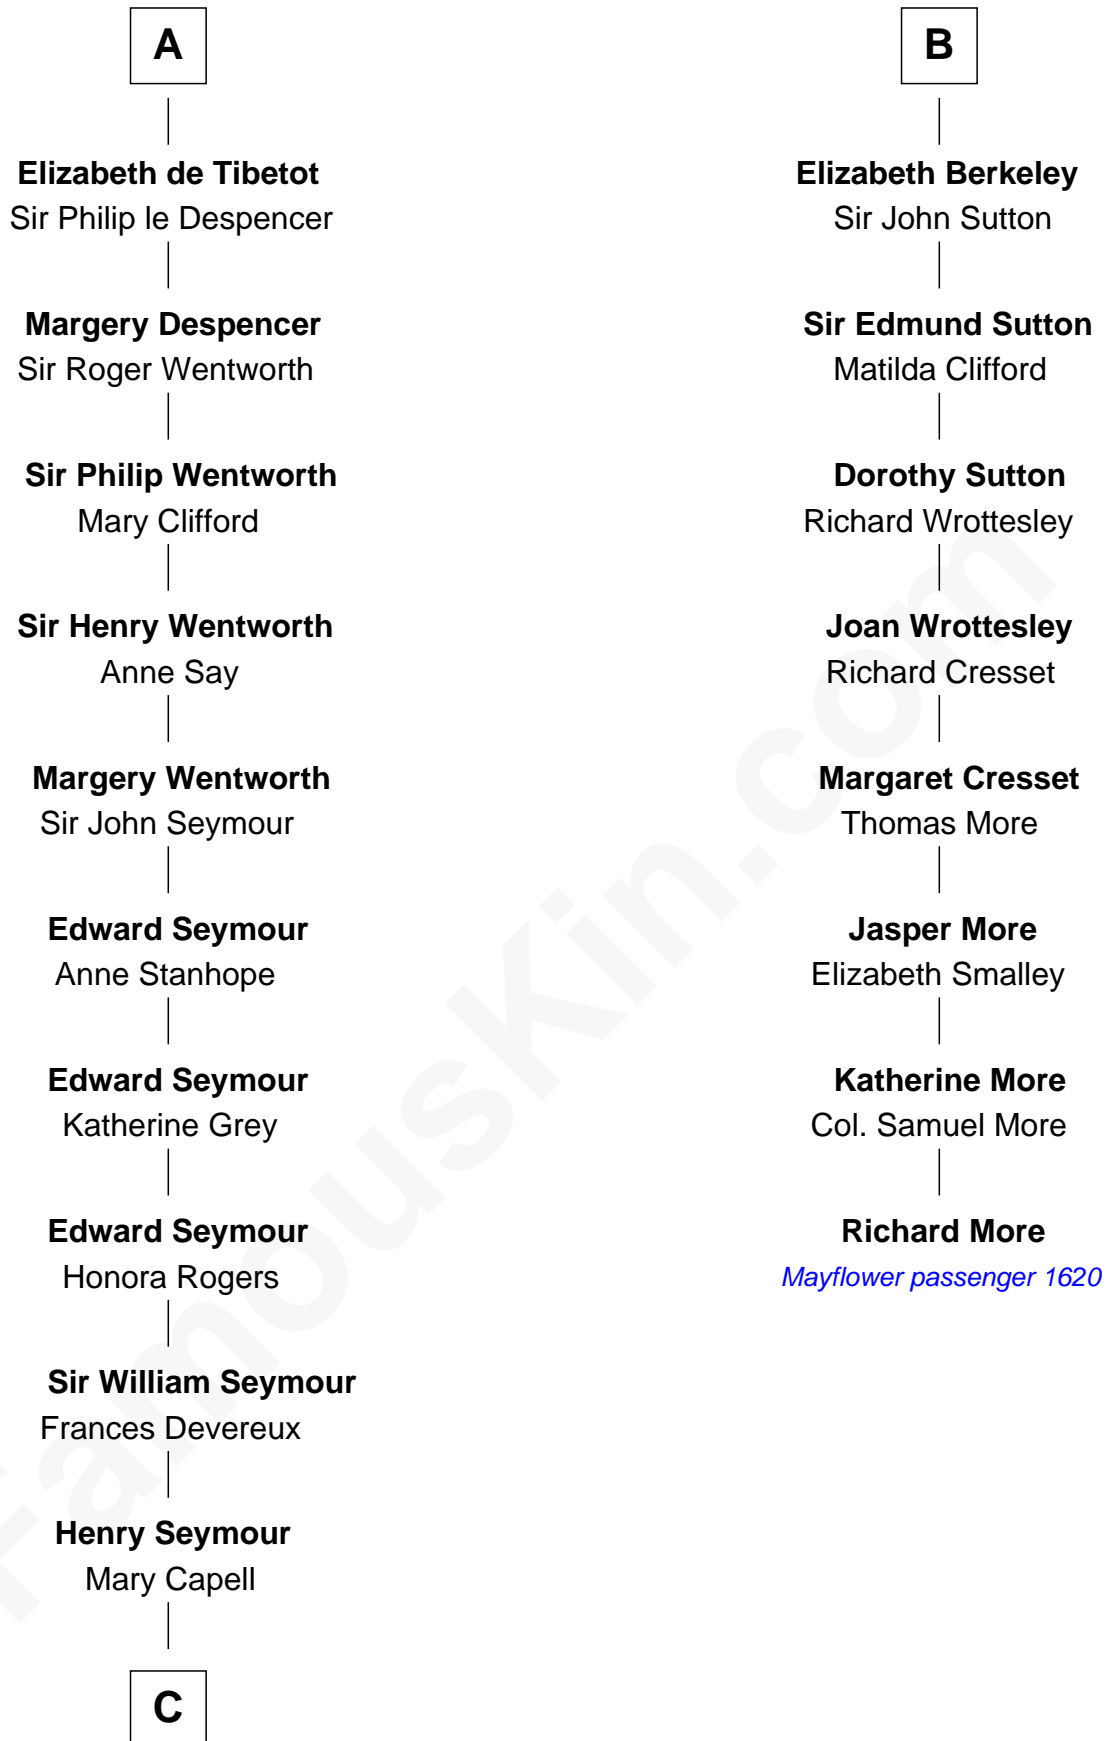 A
Elizabeth de Tibetot
Sir Philip le Despencer
Margery Despencer
Sir Roger Wentworth
Sir Philip Wentworth
Mary Clifford
Sir Henry Wentworth
Anne Say
Margery Wentworth
Sir John Seymour
Edward Seymour
Anne Stanhope
Edward Seymour
Katherine Grey
Edward Seymour
Honora Rogers
Sir William Seymour
Frances Devereux
Henry Seymour
Mary Capell
C
B
Elizabeth Berkeley
Sir John Sutton
Sir Edmund Sutton
Matilda Clifford
Dorothy Sutton
Richard Wrottesley
Joan Wrottesley
Richard Cresset
Margaret Cresset
Thomas More
Jasper More
Elizabeth Smalley
Katherine More
Col. Samuel More
Richard More
Mayflower passenger 1620
FamousKin.com